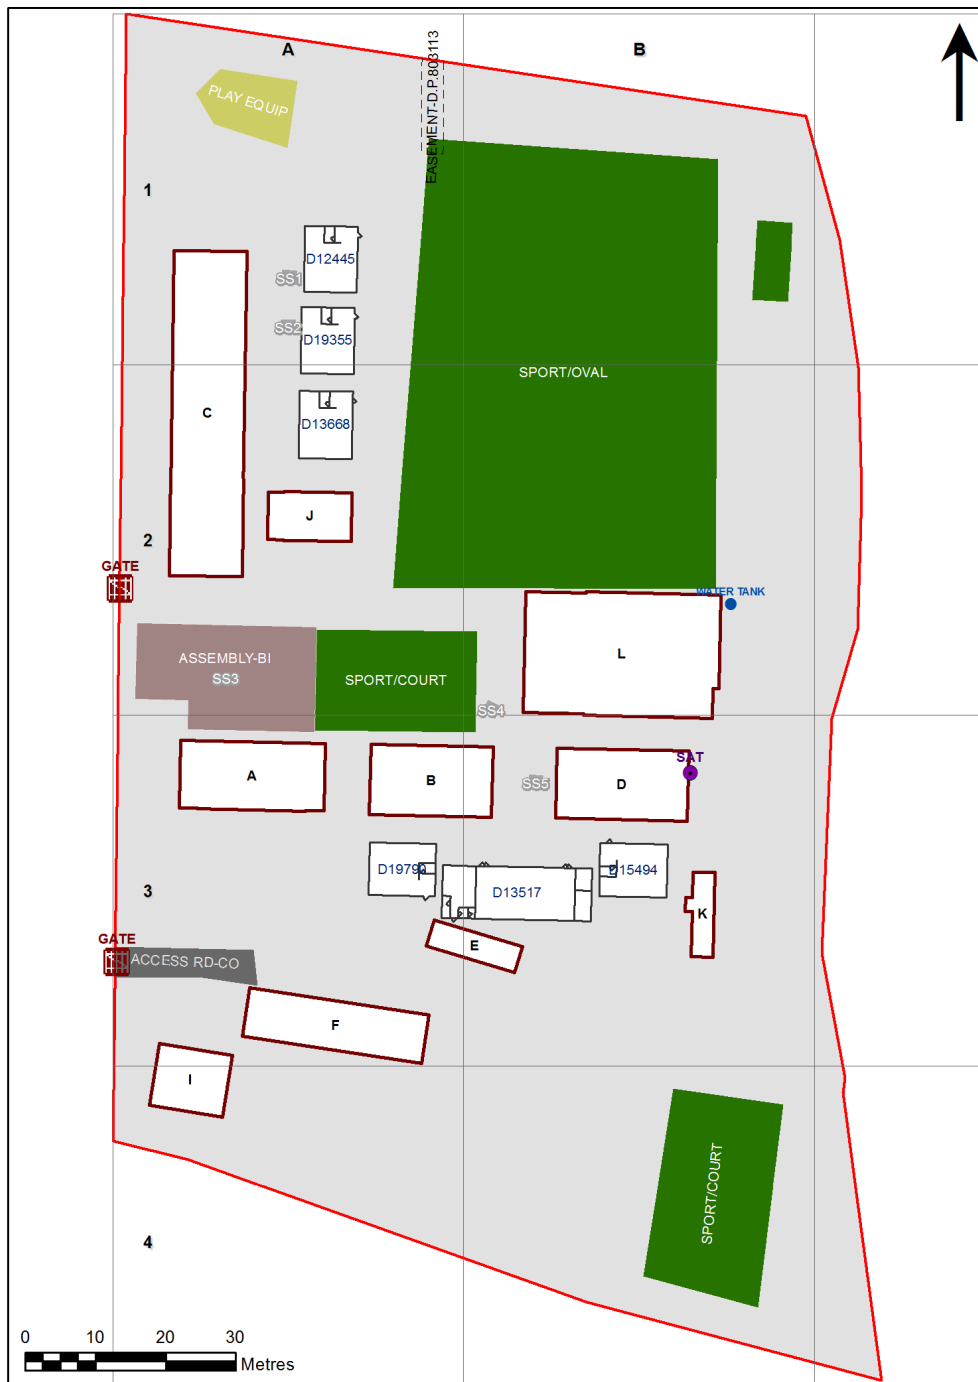 A
B
EASEMENT-D.P.803113
PLAY EQUIP
1
D12445
SS1
SS2
D19355
SPORT/OVAL
C
D13668
J
2
GATE
WATER TANK
ASSEMBLY-BI
SS3
SPORT/COURT
L
SS4
A
B
SS5
D
SAT
D13517
D15494
3
K
E
GATE
ACCESS RD-CO
F
I
SPORT/COURT
4
0 10 20 30
Metres